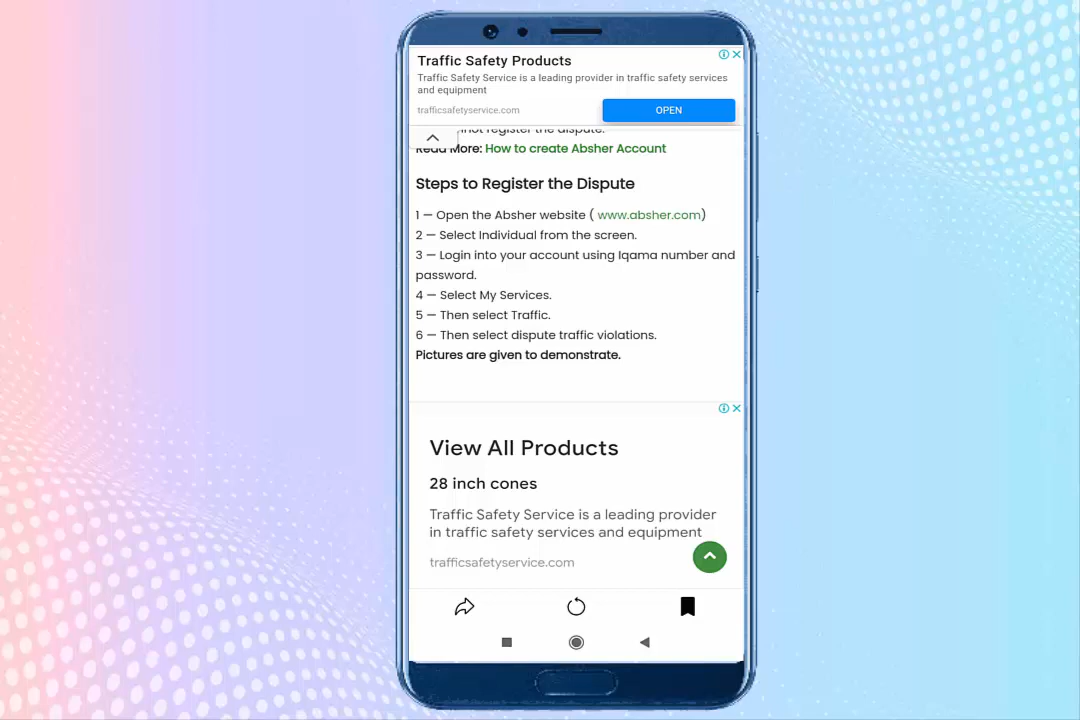 Traffic Safety Products
Traffic Safety Service is a leading provider in traffic safety services
and equipment
trafficsafetyservice.com
OPEN
not register the dispute.
Read More: How to create Absher Account
Steps to Register the Dispute
1 — Open the Absher website ( www.absher.com)
2 — Select Individual from the screen.
3 — Login into your account using Iqama number and
password.
4 — Select My Services.
5 — Then select Traffic.
6 — Then select dispute traffic violations.
Pictures are given to demonstrate.
View All Products
28 inch cones
Traffic Safety Service is a leading provider
in traffic safety services and equipment
trafficsafetyservice.com